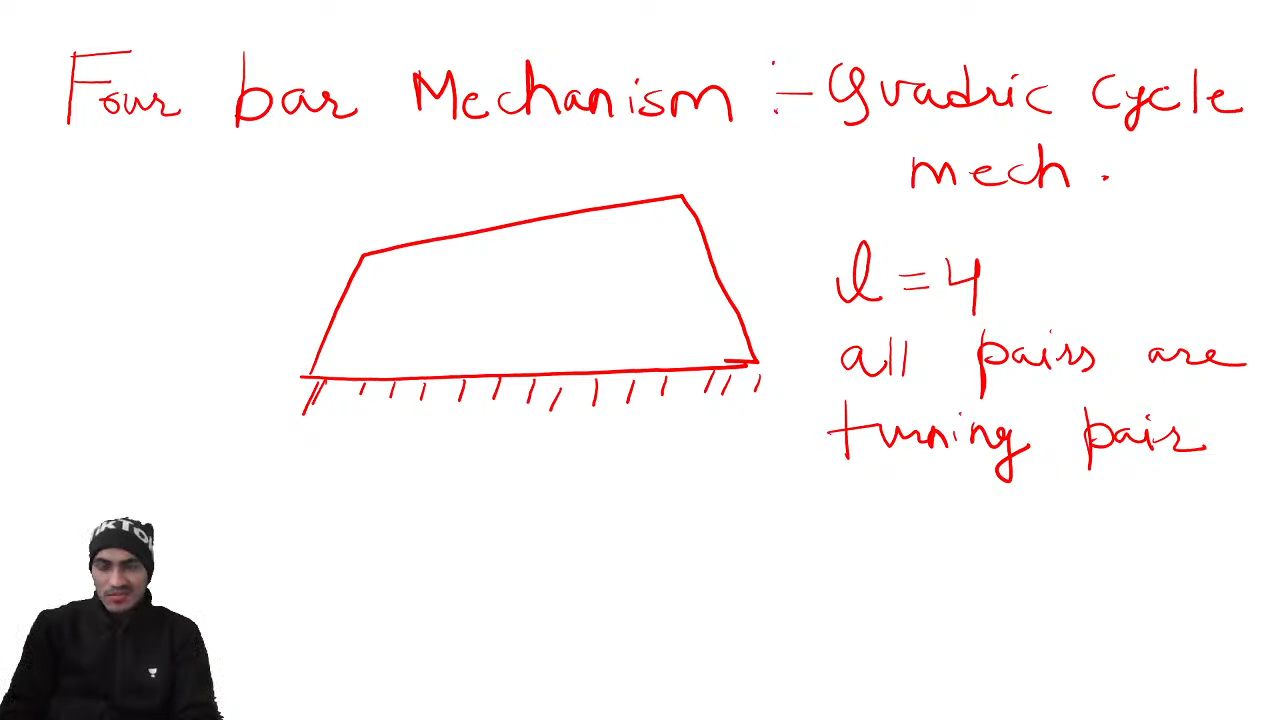 Four bar Mechanism :- Quadric cycle
mech.
l = 4
all pairs are
turning pair